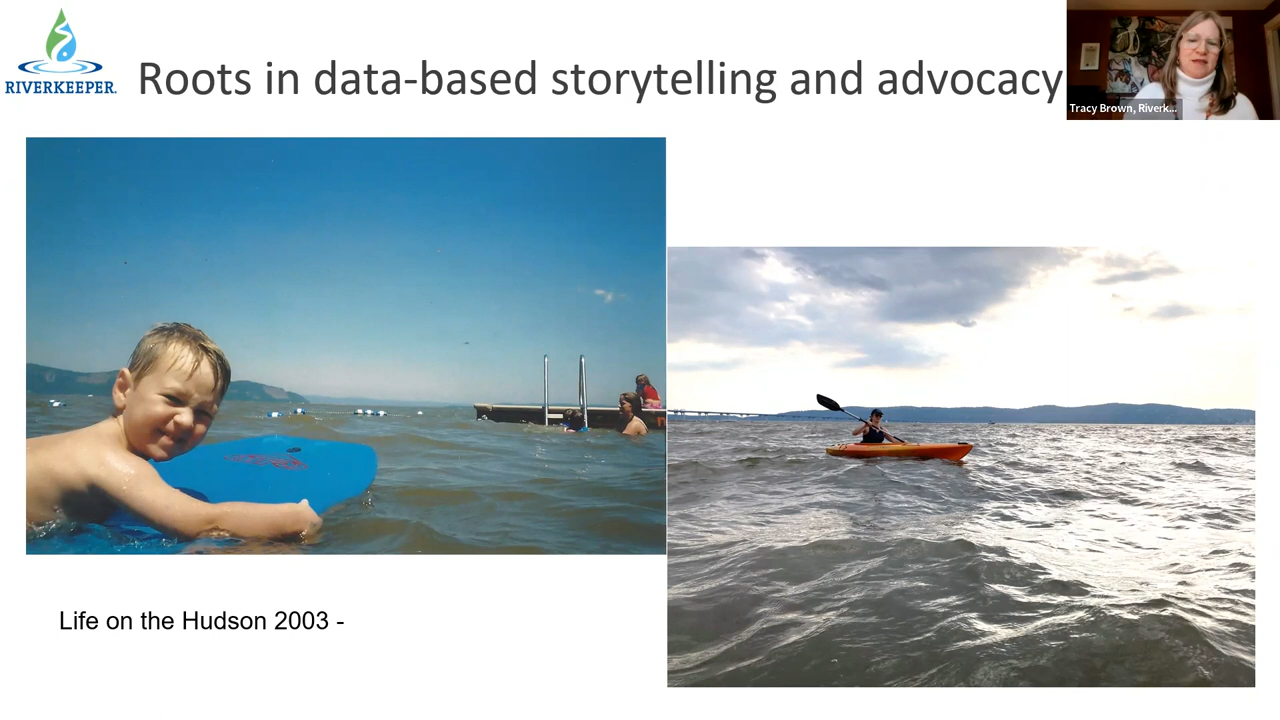 RIVERKEEPER.
Roots in data-based storytelling and advocacy
Tracy Brown, Riverk...
Life on the Hudson 2003 -